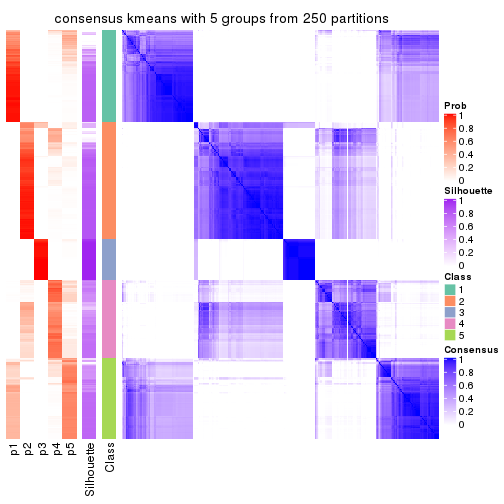 consensus kmeans with 5 groups from 250 partitions
Prob
1
0.8
0.6
0.4
0.2
0
Silhouette
1
0.8
0.6
0.4
0.2
0
Class
1
2
3
4
5
Consensus
1
0.8
0.6
0.4
0.2
0
p1
p2
p3
p4
p5
Silhouette
Class